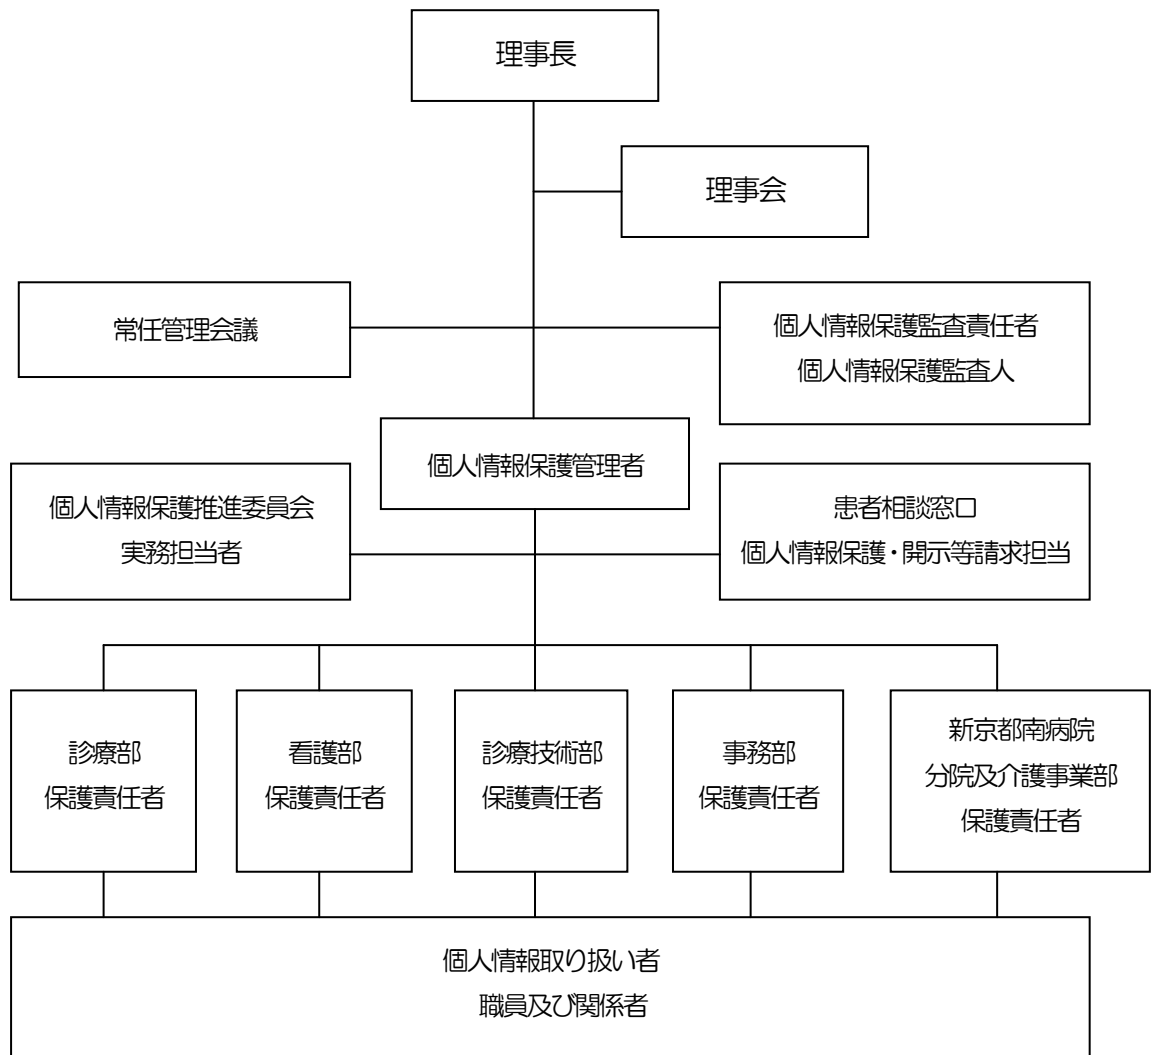 理事長
理事会
常任管理会議
個人情報保護監査責任者
個人情報保護監査人
個人情報保護管理者
個人情報保護推進委員会
実務担当者
患者相談窓口
個人情報保護・開示等請求担当
診療部
保護責任者
看護部
保護責任者
診療技術部
保護責任者
事務部
保護責任者
新京都南病院
分院及介護事業部
保護責任者
個人情報取り扱い者
職員及び関係者